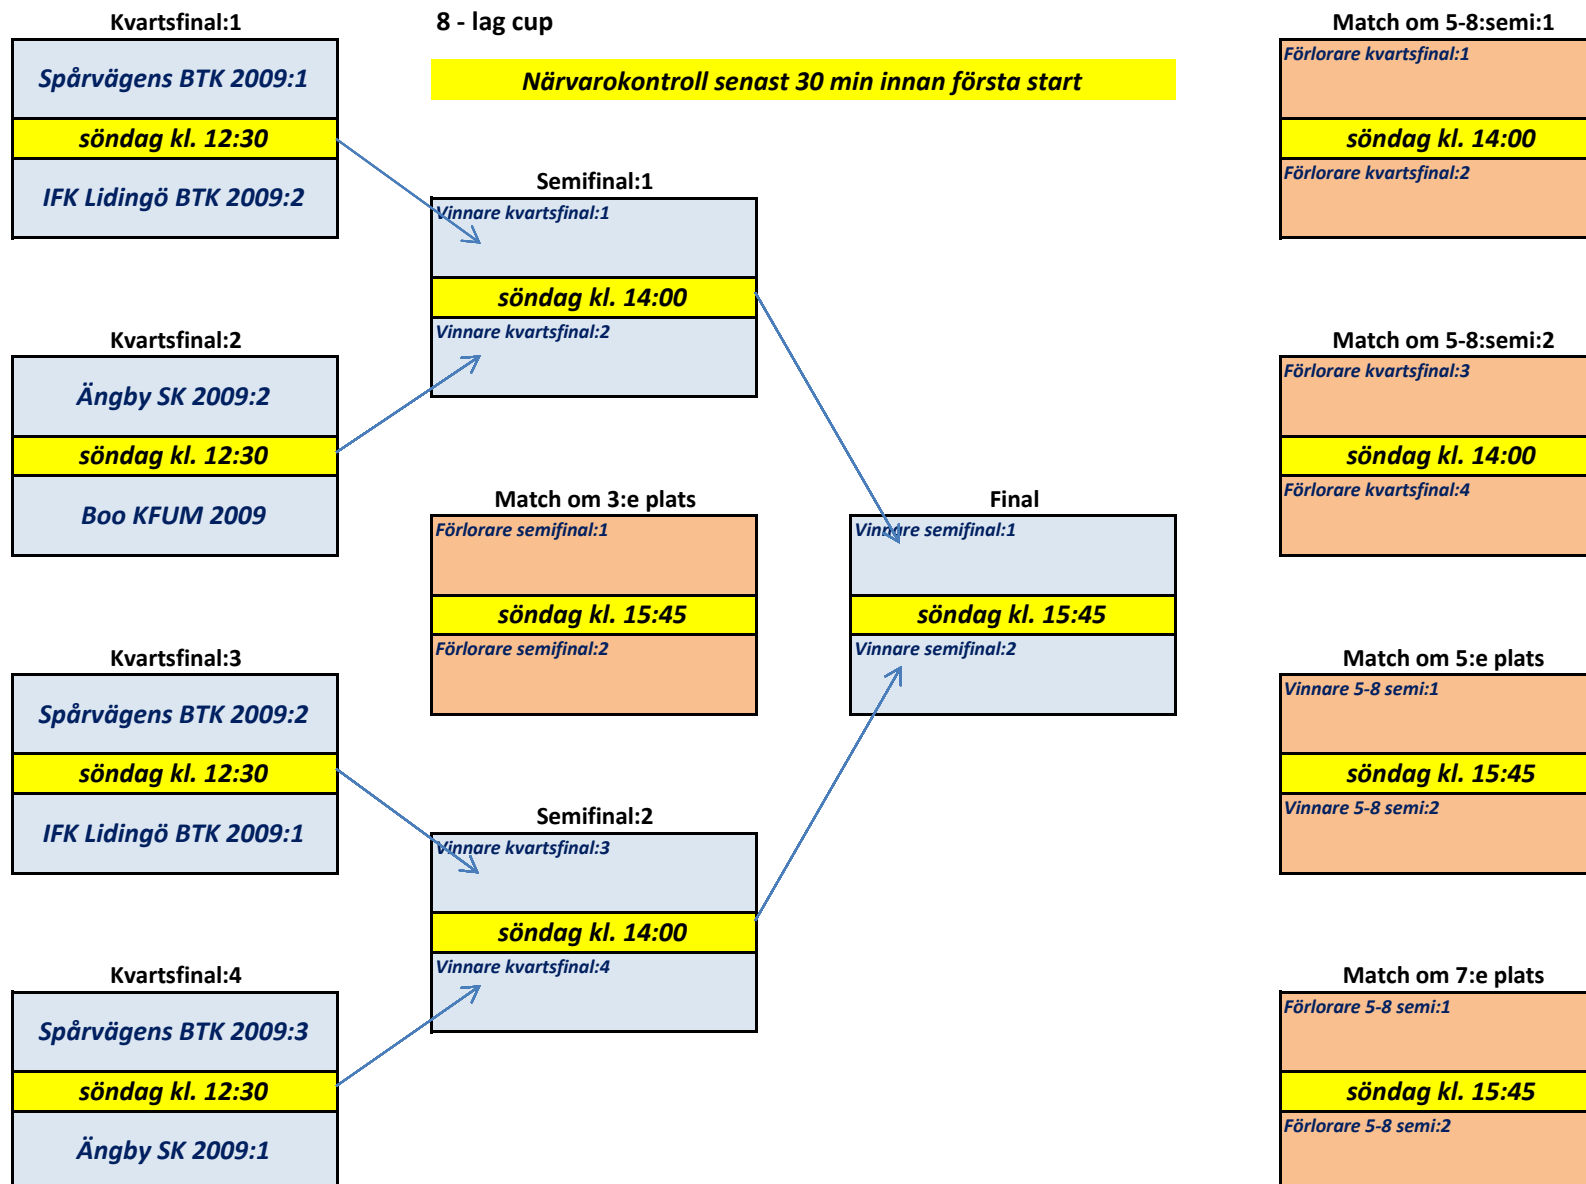 Kvartsfinal:1
Spårvägens BTK 2009:1
söndag kl. 12:30
IFK Lidingö BTK 2009:2
Kvartsfinal:2
Ängby SK 2009:2
söndag kl. 12:30
Boo KFUM 2009
Kvartsfinal:3
Spårvägens BTK 2009:2
söndag kl. 12:30
IFK Lidingö BTK 2009:1
Kvartsfinal:4
Spårvägens BTK 2009:3
söndag kl. 12:30
Ängby SK 2009:1
8 - lag cup
Närvarokontroll senast 30 min innan första start
Semifinal:1
Vinnare kvartsfinal:1
söndag kl. 14:00
Vinnare kvartsfinal:2
Match om 3:e plats
Förlorare semifinal:1
söndag kl. 15:45
Förlorare semifinal:2
Semifinal:2
Vinnare kvartsfinal:3
söndag kl. 14:00
Vinnare kvartsfinal:4
Final
Vinnare semifinal:1
söndag kl. 15:45
Vinnare semifinal:2
Match om 5-8:semi:1
Förlorare kvartsfinal:1
söndag kl. 14:00
Förlorare kvartsfinal:2
Match om 5-8:semi:2
Förlorare kvartsfinal:3
söndag kl. 14:00
Förlorare kvartsfinal:4
Match om 5:e plats
Vinnare 5-8 semi:1
söndag kl. 15:45
Vinnare 5-8 semi:2
Match om 7:e plats
Förlorare 5-8 semi:1
söndag kl. 15:45
Förlorare 5-8 semi:2